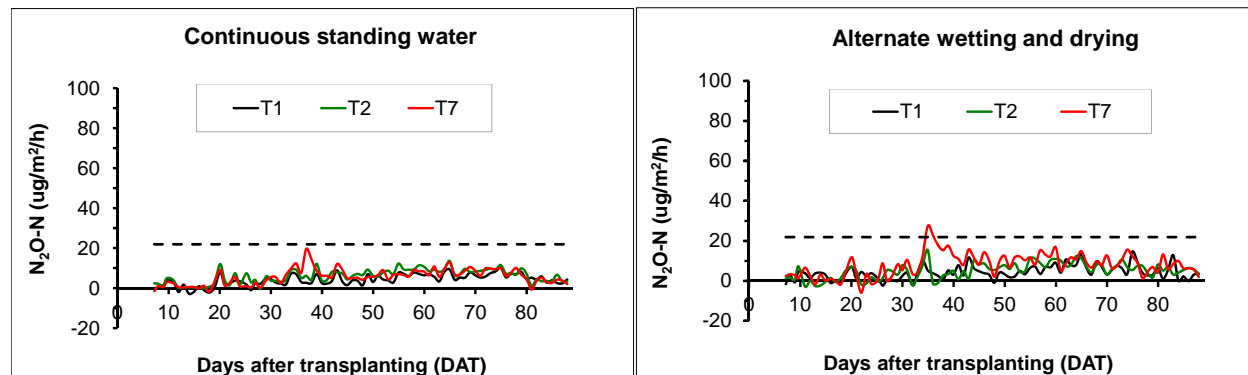 Continuous standing water
N₂O-N (ug/m²/h)
100
80
60
40
20
0
-20
T1 T2 T7
0 10 20 30 40 50 60 70 80
Days after transplanting (DAT)
Alternate wetting and drying
N₂O-N (ug/m²/h)
100
80
60
40
20
0
-20
T1 T2 T7
0 10 20 30 40 50 60 70 80
Days after transplanting (DAT)